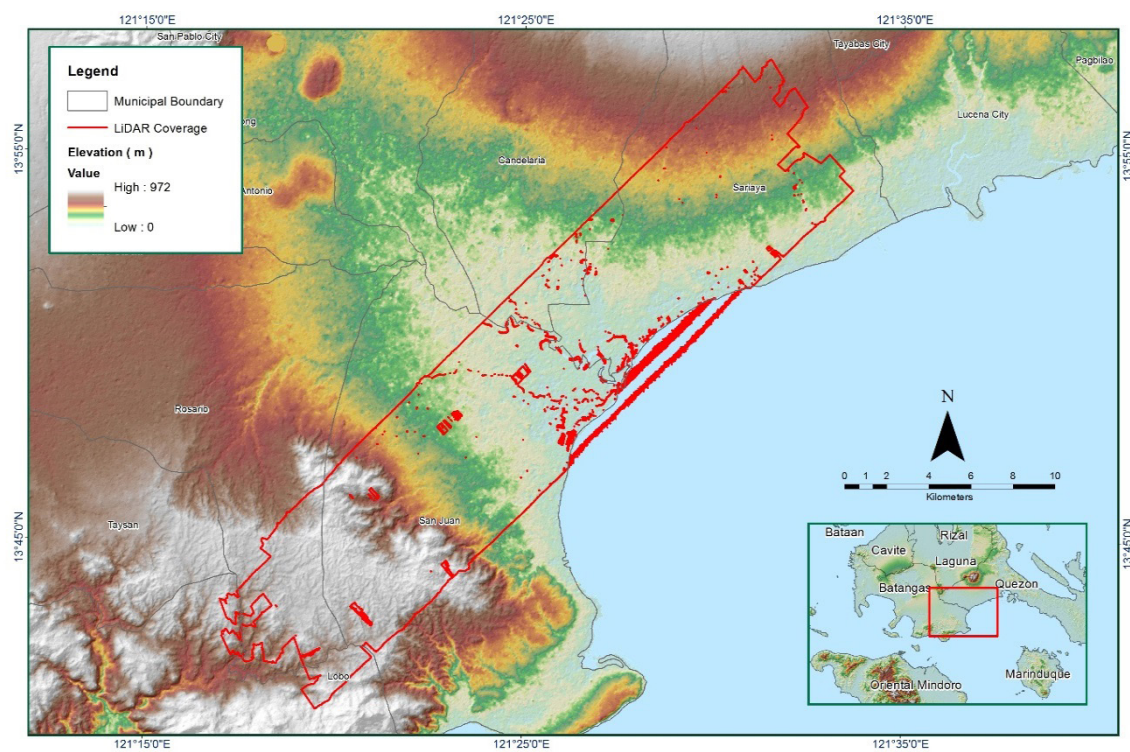 121°15'0"E
121°25'0"E
121°35'0"E
San Pablo City
Tayabas City
Pagbilao
Legend
Municipal Boundary
LiDAR Coverage
Elevation ( m )
Value
High : 972
Low : 0
ong
Antonio
Lucena City
Candelaria
Sariaya
13°55'0"N
13°55'0"N
Rosario
N
0 2 4 6 8 10
Kilometers
Taysan
San Juan
Lobo
13°45'0"N
13°45'0"N
Bataan
Rizal
Cavite
Laguna
Batangas
Quezon
Oriental Mindoro
Marinduque
121°15'0"E
121°25'0"E
121°35'0"E